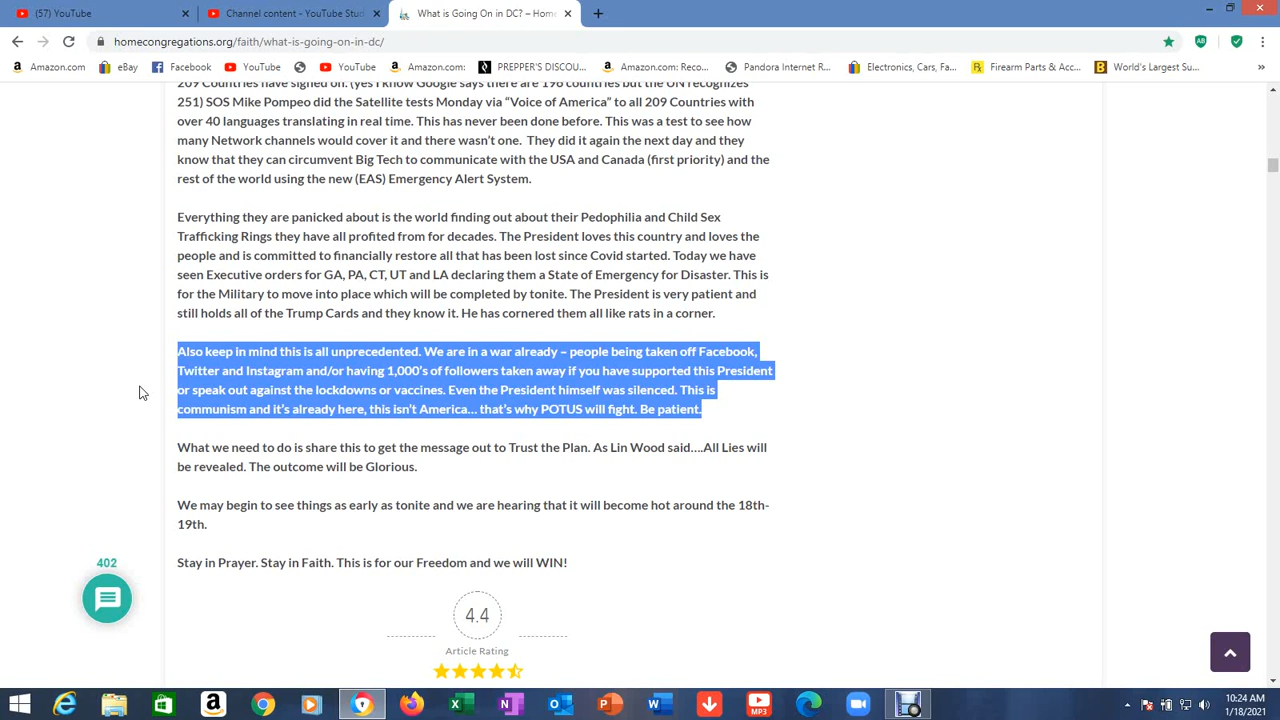 (57) YouTube
Channel content - YouTube Stud
What is Going On in DC? – Hom
homecongregations.org/faith/what-is-going-on-in-dc/
Amazon.com
eBay
Facebook
YouTube
YouTube
Amazon.com:
PREPPER'S DISCOU...
Amazon.com: Reco...
Pandora Internet R...
Electronics, Cars, Fa...
Firearm Parts & Acc...
World's Largest Su...
209 Countries have signed on. (yes I know Google says there are 196 countries but the UN recognizes
251) SOS Mike Pompeo did the Satellite tests Monday via “Voice of America” to all 209 Countries with
over 40 languages translating in real time. This has never been done before. This was a test to see how
many Network channels would cover it and there wasn’t one. They did it again the next day and they
know that they can circumvent Big Tech to communicate with the USA and Canada (first priority) and the
rest of the world using the new (EAS) Emergency Alert System.
Everything they are panicked about is the world finding out about their Pedophilia and Child Sex
Trafficking Rings they have all profited from for decades. The President loves this country and loves the
people and is committed to financially restore all that has been lost since Covid started. Today we have
seen Executive orders for GA, PA, CT, UT and LA declaring them a State of Emergency for Disaster. This is
for the Military to move into place which will be completed by tonite. The President is very patient and
still holds all of the Trump Cards and they know it. He has cornered them all like rats in a corner.
Also keep in mind this is all unprecedented. We are in a war already – people being taken off Facebook,
Twitter and Instagram and/or having 1,000’s of followers taken away if you have supported this President
or speak out against the lockdowns or vaccines. Even the President himself was silenced. This is
communism and it’s already here, this isn’t America… that’s why POTUS will fight. Be patient.
What we need to do is share this to get the message out to Trust the Plan. As Lin Wood said….All Lies will
be revealed. The outcome will be Glorious.
We may begin to see things as early as tonite and we are hearing that it will become hot around the 18th-
19th.
Stay in Prayer. Stay in Faith. This is for our Freedom and we will WIN!
402
4.4
Article Rating
10:24 AM
1/18/2021